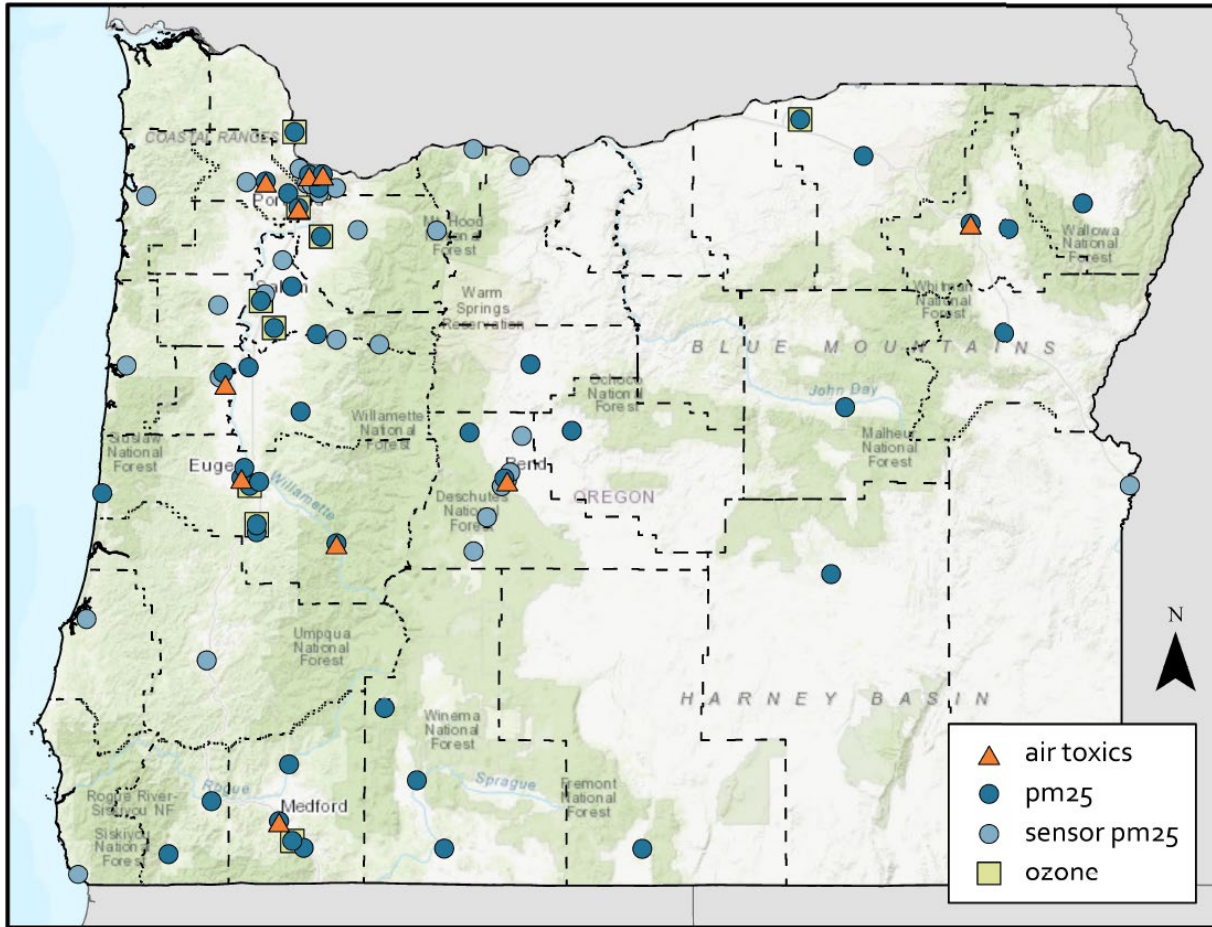 COASTAL RANGES
Mt. Hood
National
Forest
Wallowa
National
Forest
Whitman
National
Forest
Warm
Springs
Reservation
BLUE MOUNTAINS
Ochoco
National
Forest
John Day
Willamette
National
Forest
Malheur
National
Forest
Siuslaw
National
Forest
Willamette
Deschutes
National
Forest
OREGON
N
Umpqua
National
Forest
HARNEY BASIN
Winema
National
Forest
Rogue
Sprague
Fremont
National
Forest
Rogue River-
Siskiyou NF
Medford
Siskiyou
National
Forest
air toxics
pm25
sensor pm25
ozone